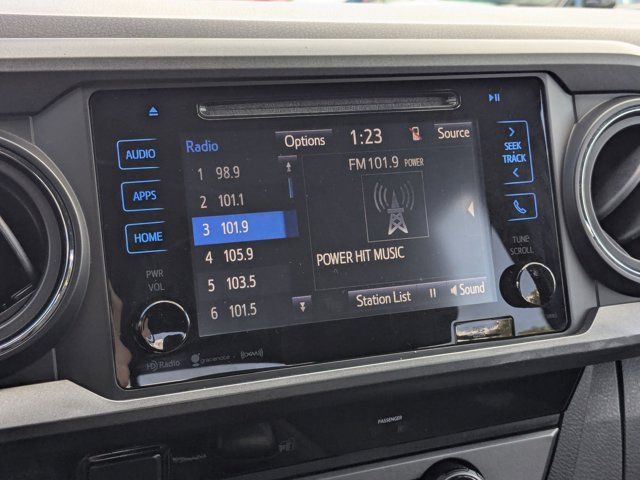 AUDIO
APPS
HOME
PWR
VOL
HD Radio
gracenote
Radio
Options
1:23
Source
1 98.9
2 101.1
3 101.9
4 105.9
5 103.5
6 101.5
FM101.9 POWER
POWER HIT MUSIC
Station List
Sound
SEEK
TRACK
TUNE
SCROLL
PASSENGER